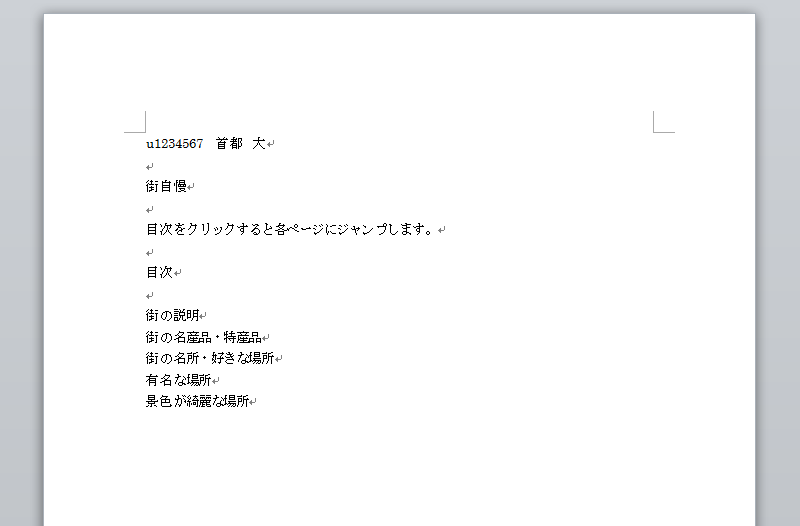 u1234567　首都　大
街自慢
目次をクリックすると各ページにジャンプします。
目次
街の説明
街の名産品・特産品
街の名所・好きな場所
有名な場所
景色が綺麗な場所